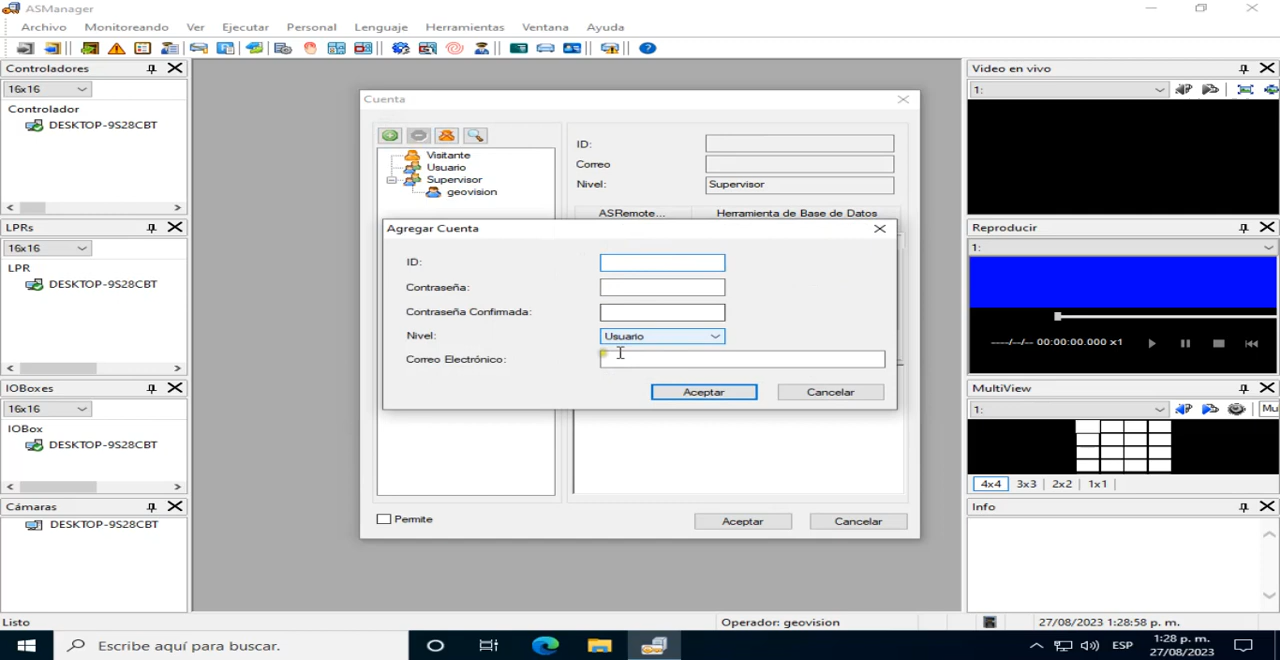 ASManager
Archivo Monitoreando Ver Ejecutar Personal Lenguaje Herramientas Ventana Ayuda
Controladores
16x16
Controlador
DESKTOP-9S28CBT
LPRs
16x16
LPR
DESKTOP-9S28CBT
IOBoxes
16x16
IOBox
DESKTOP-9S28CBT
Cámaras
DESKTOP-9S28CBT
Cuenta
Visitante
Usuario
Supervisor
geovision
ID:
Correo
Nivel: Supervisor
ASRemote... Herramienta de Base de Datos
Agregar Cuenta
ID:
Contraseña:
Contraseña Confirmada:
Nivel: Usuario
Correo Electrónico:
Aceptar Cancelar
Permite
Aceptar Cancelar
Video en vivo
1:
Reproducir
1:
----/--/-- 00:00:00.000 x1
MultiView
1: Mu
4x4 3x3 2x2 1x1
Info
Listo
Operador: geovision
27/08/2023 1:28:58 p. m.
Escribe aquí para buscar.
ESP
1:28 p. m.
27/08/2023